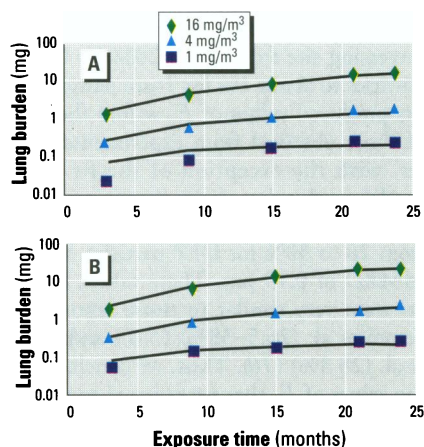 16 mg/m³
4 mg/m³
1 mg/m³
A
Lung burden (mg)
100
10
1
0.1
0.01
0 5 10 15 20 25
B
Lung burden (mg)
100
10
1
0.1
0.01
0 5 10 15 20 25
Exposure time (months)